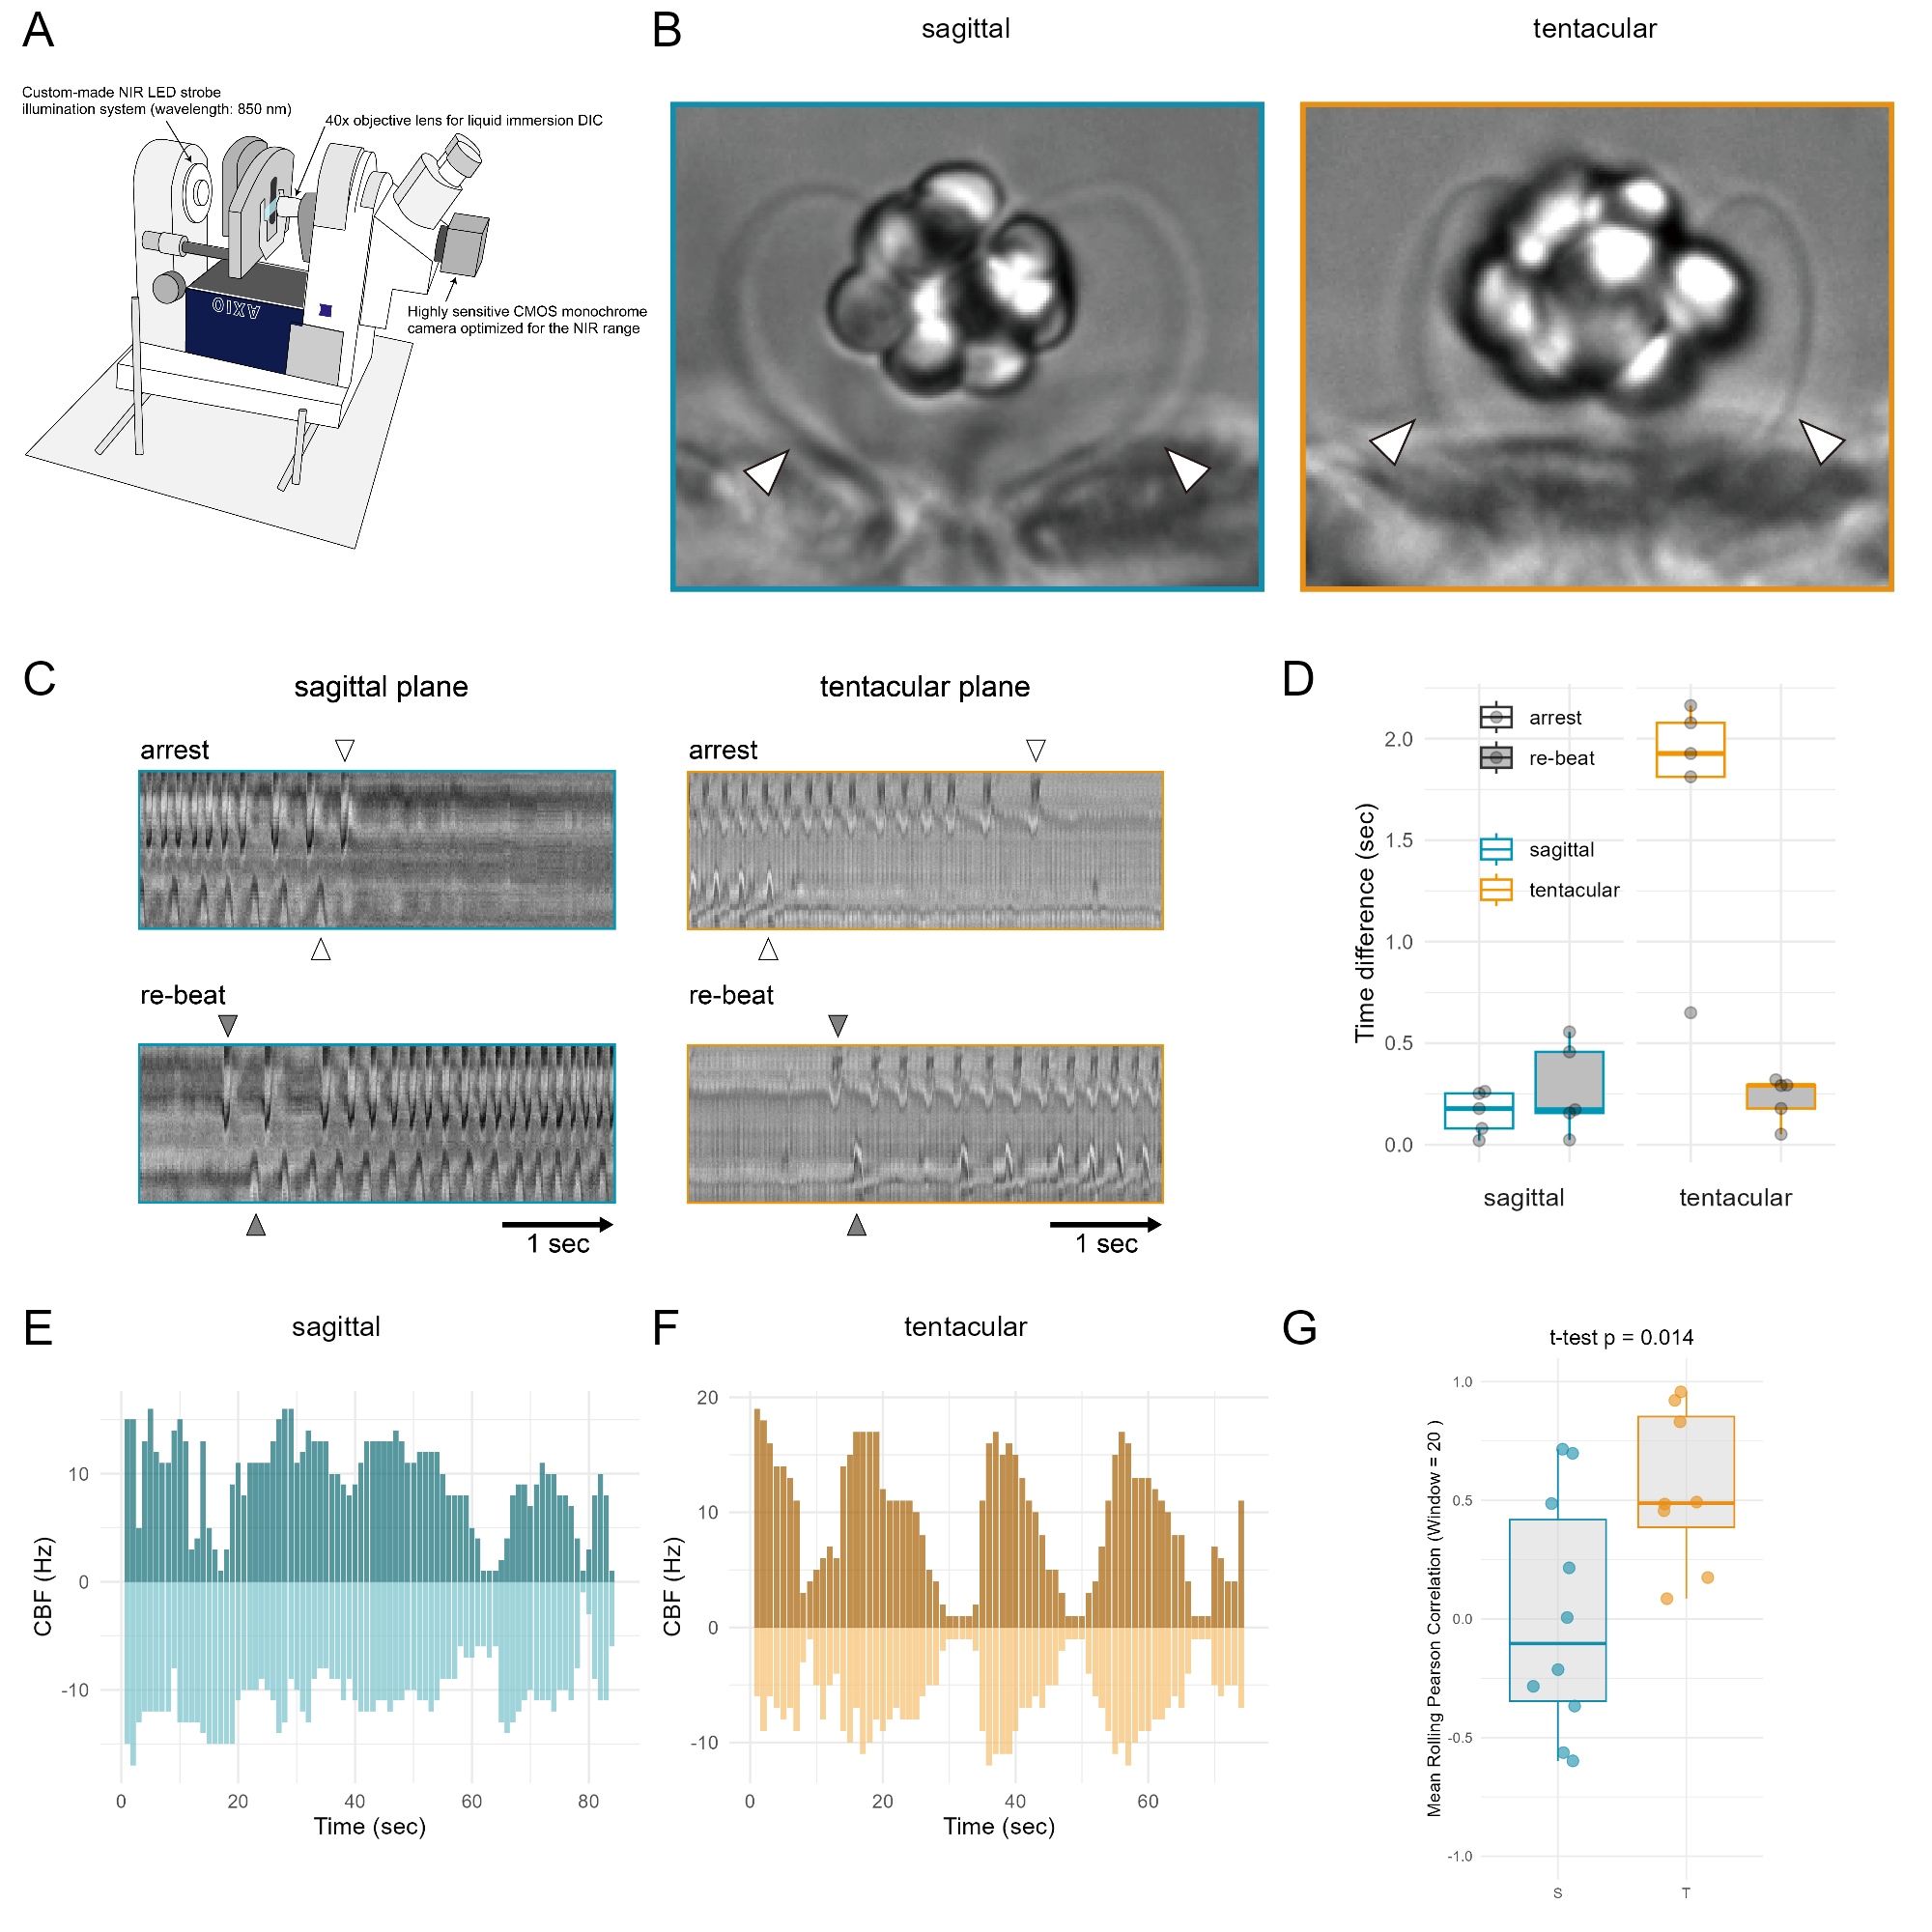 A
Custom-made NIR LED strobe
illumination system (wavelength: 850 nm)
40x objective lens for liquid immersion DIC
AXIO
Highly sensitive CMOS monochrome
camera optimized for the NIR range
B
sagittal
tentacular
C
sagittal plane
tentacular plane
arrest
arrest
re-beat
re-beat
1 sec
1 sec
D
Time difference (sec)
2.0
1.5
1.0
0.5
0.0
arrest
re-beat
sagittal
tentacular
sagittal
tentacular
E
sagittal
CBF (Hz)
10
0
-10
0
20
40
60
80
Time (sec)
F
tentacular
CBF (Hz)
20
10
0
-10
0
20
40
60
Time (sec)
G
t-test p = 0.014
Mean Rolling Pearson Correlation (Window = 20 )
1.0
0.5
0.0
-0.5
-1.0
S
T